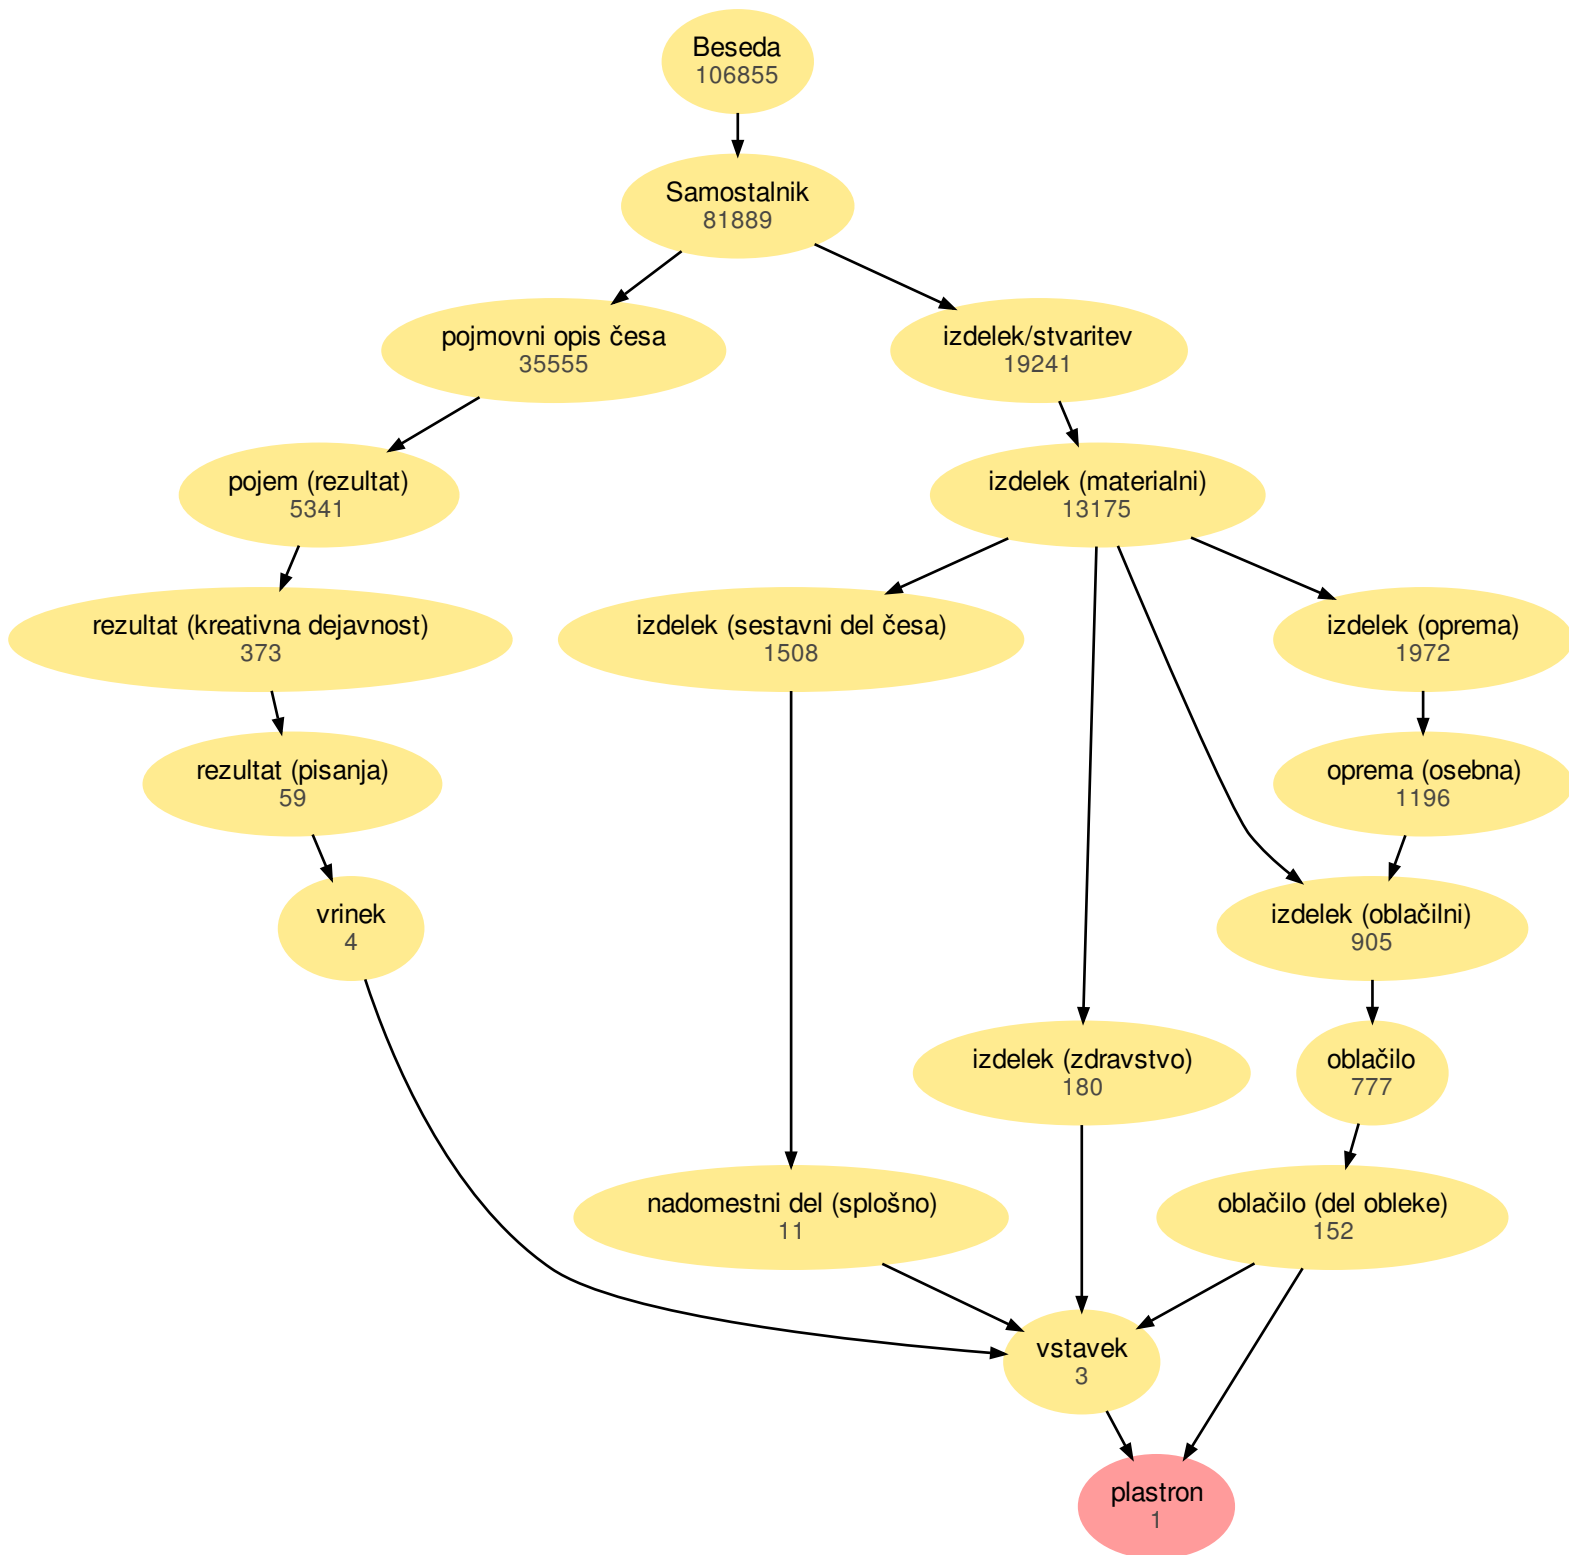 Beseda
106855
Samostalnik
81889
pojmovni opis česa
35555
izdelek/stvaritev
19241
pojem (rezultat)
5341
izdelek (materialni)
13175
rezultat (kreativna dejavnost)
373
izdelek (sestavni del česa)
1508
izdelek (oprema)
1972
rezultat (pisanja)
59
oprema (osebna)
1196
vrinek
4
izdelek (oblačilni)
905
izdelek (zdravstvo)
180
oblačilo
777
nadomestni del (splošno)
11
oblačilo (del obleke)
152
vstavek
3
plastron
1